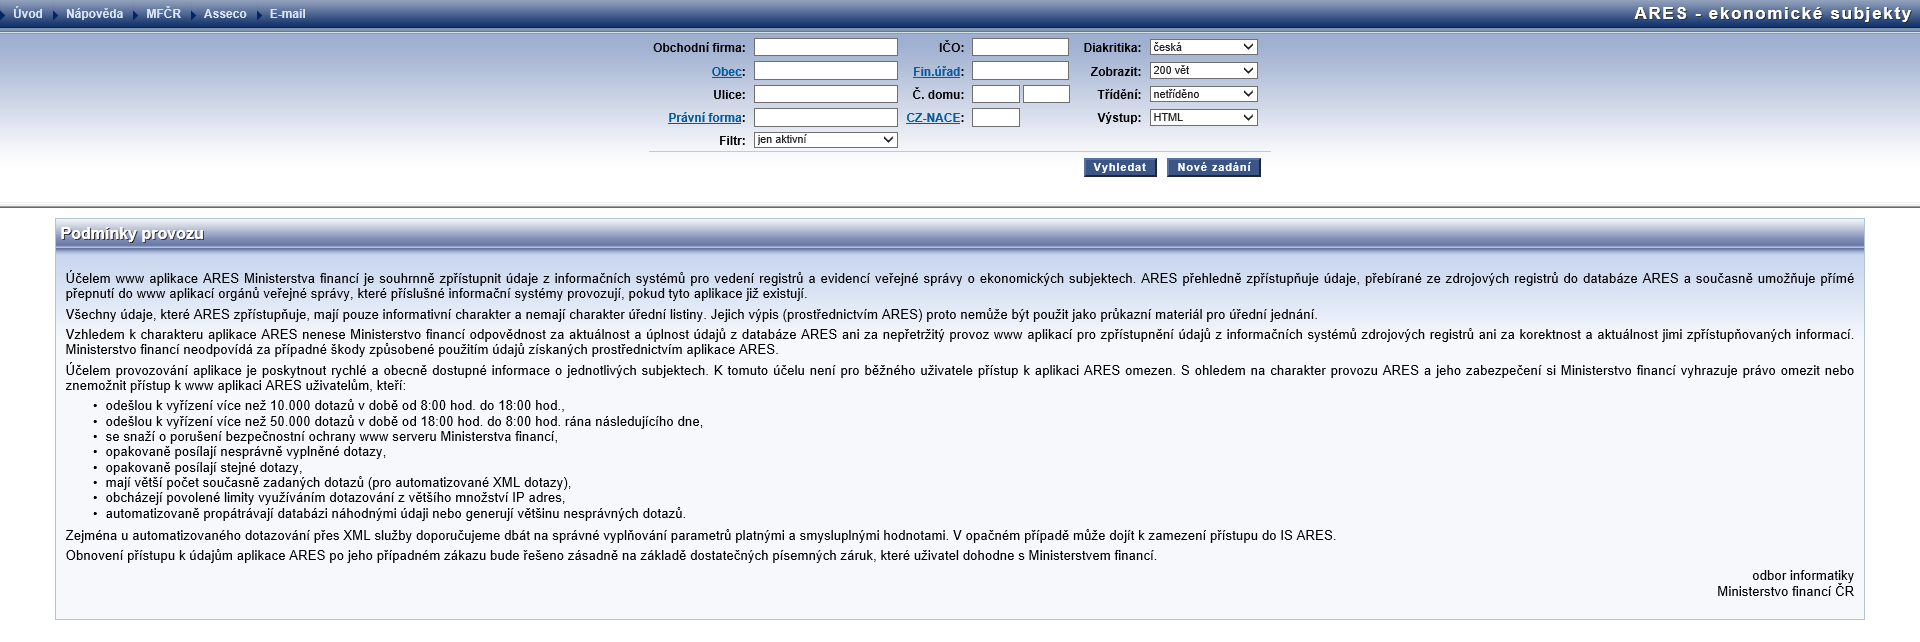 Úvod Nápověda MFČR Asseco E-mail ARES - ekonomické subjekty
Obchodní firma: IČO: Diakritika: česká
Obec: Fin.úřad: Zobrazit: 200 vět
Ulice: Č. domu: Třídění: netříděno
Právní forma: CZ-NACE: Výstup: HTML
Filtr: jen aktivní
Vyhledat Nové zadání
Podmínky provozu
Účelem www aplikace ARES Ministerstva financí je souhrnně zpřístupnit údaje z informačních systémů pro vedení registrů a evidencí veřejné správy o ekonomických subjektech. ARES přehledně zpřístupňuje údaje, přebírané ze zdrojových registrů do databáze ARES a současně umožňuje přímé
přepnutí do www aplikací orgánů veřejné správy, které příslušné informační systémy provozují, pokud tyto aplikace již existují.
Všechny údaje, které ARES zpřístupňuje, mají pouze informativní charakter a nemají charakter úřední listiny. Jejich výpis (prostřednictvím ARES) proto nemůže být použit jako průkazní materiál pro úřední jednání.
Vzhledem k charakteru aplikace ARES nenese Ministerstvo financí odpovědnost za aktuálnost a úplnost údajů z databáze ARES ani za nepřetržitý provoz www aplikací pro zpřístupnění údajů z informačních systémů zdrojových registrů ani za korektnost a aktuálnost jimi zpřístupňovaných informací.
Ministerstvo financí neodpovídá za případné škody způsobené použitím údajů získaných prostřednictvím aplikace ARES.
Účelem provozování aplikace je poskytnout rychlé a obecně dostupné informace o jednotlivých subjektech. K tomuto účelu není pro běžného uživatele přístup k aplikaci ARES omezen. S ohledem na charakter provozu ARES a jeho zabezpečení si Ministerstvo financí vyhrazuje právo omezit nebo
znemožnit přístup k www aplikaci ARES uživatelům, kteří:
• odešlou k vyřízení více než 10.000 dotazů v době od 8:00 hod. do 18:00 hod.,
• odešlou k vyřízení více než 50.000 dotazů v době od 18:00 hod. do 8:00 hod. rána následujícího dne,
• se snaží o porušení bezpečnostní ochrany www serveru Ministerstva financí,
• opakovaně posílají nesprávně vyplněné dotazy,
• opakovaně posílají stejné dotazy,
• mají větší počet současně zadaných dotazů (pro automatizované XML dotazy),
• obcházejí povolené limity využíváním dotazování z většího množství IP adres,
• automatizovaně propátrávají databázi náhodnými údaji nebo generují většinu nesprávných dotazů.
Zejména u automatizovaného dotazování přes XML služby doporučujeme dbát na správné vyplňování parametrů platnými a smysluplnými hodnotami. V opačném případě může dojít k zamezení přístupu do IS ARES.
Obnovení přístupu k údajům aplikace ARES po jeho případném zákazu bude řešeno zásadně na základě dostatečných písemných záruk, které uživatel dohodne s Ministerstvem financí.
odbor informatiky
Ministerstvo financí ČR